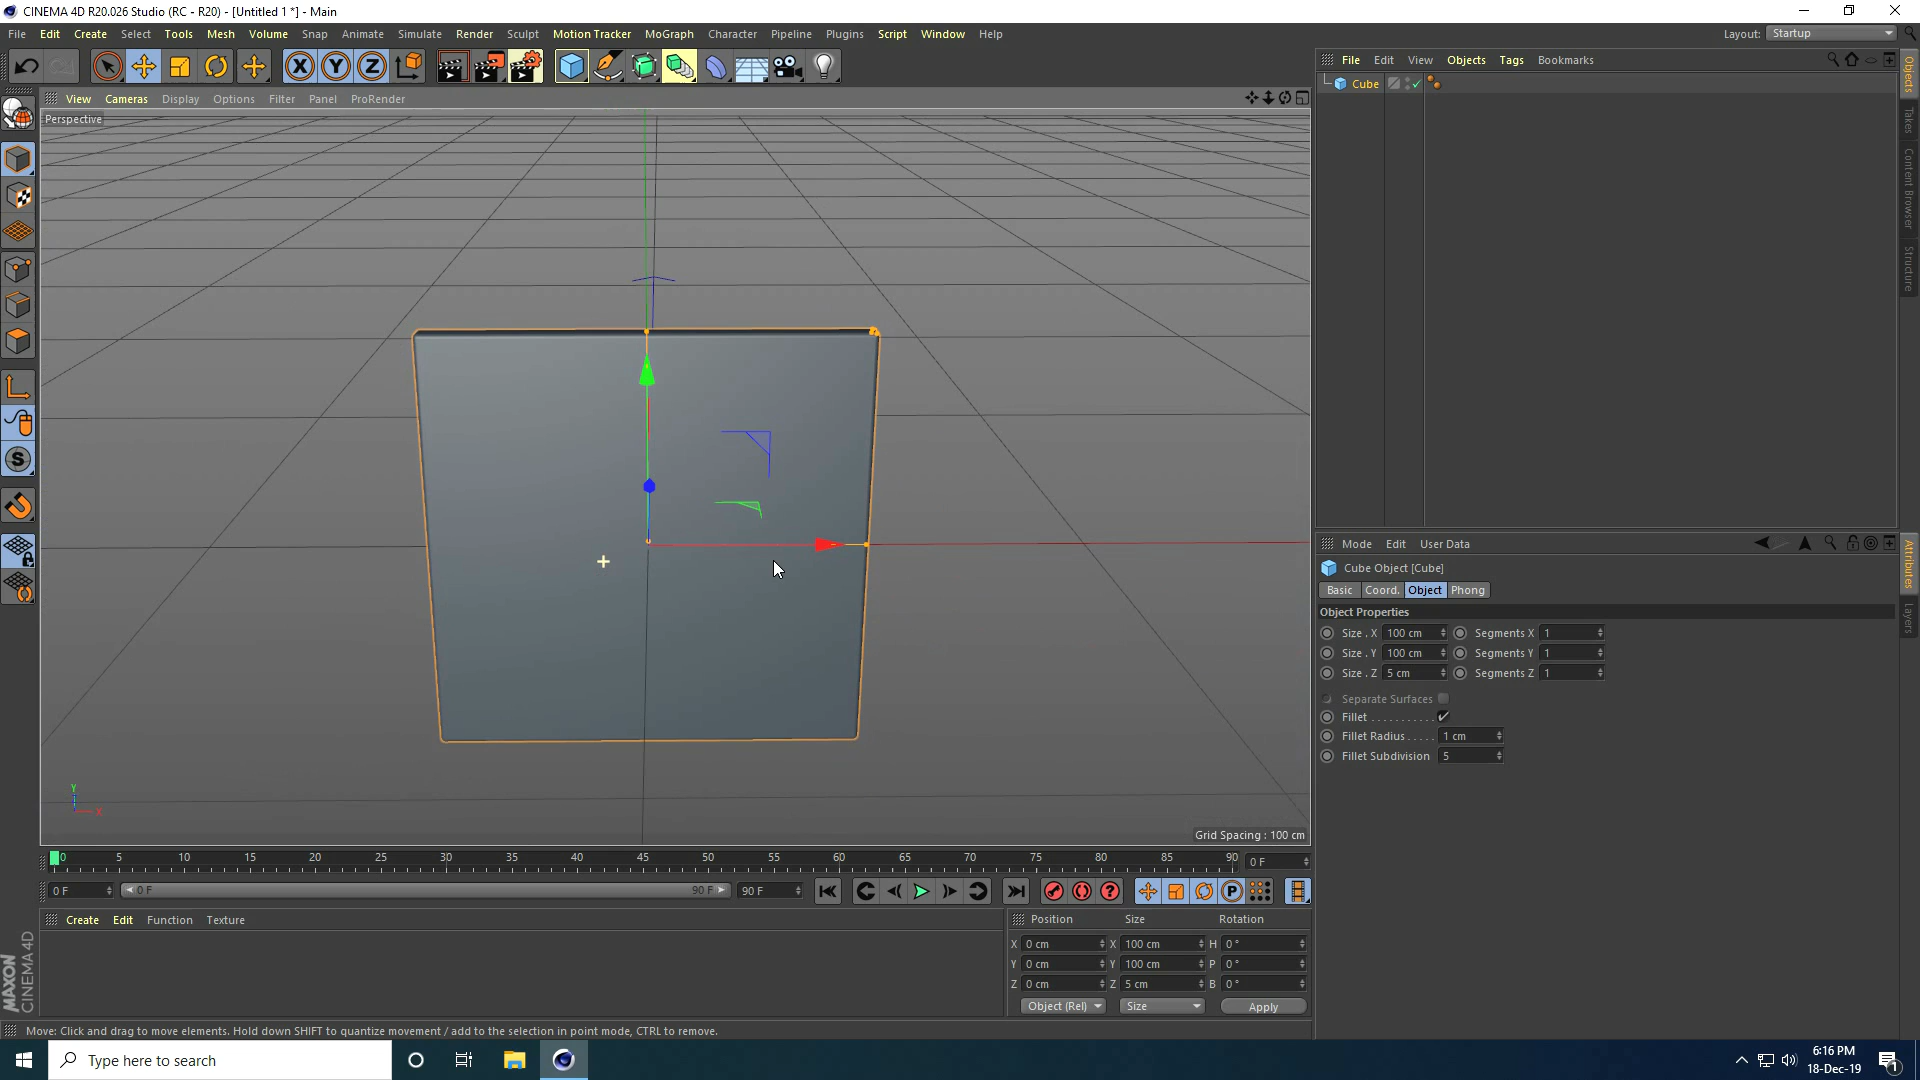 CINEMA 4D R20.026 Studio (RC - R20) - [Untitled 1 *] - Main
File Edit Create Select Tools Mesh Volume Snap Animate Simulate Render Sculpt Motion Tracker MoGraph Character Pipeline Plugins Script Window Help
Layout: Startup
X Y Z
View Cameras Display Options Filter Panel ProRender
Perspective
File Edit View Objects Tags Bookmarks
Cube
Objects
Takes
Content Browser
Structure
Y
X
Grid Spacing : 100 cm
Mode Edit User Data
Cube Object [Cube]
Basic Coord. Object Phong
Object Properties
Size . X 100 cm Segments X 1
Size . Y 100 cm Segments Y 1
Size . Z 5 cm Segments Z 1
Separate Surfaces
Fillet . . . . . . . . . . .
Fillet Radius . . . . . 1 cm
Fillet Subdivision 5
Attributes
Layers
0 5 10 15 20 25 30 35 40 45 50 55 60 65 70 75 80 85 90 0 F
0 F 0 F 90 F 90 F
Create Edit Function Texture
Position Size Rotation
X 0 cm X 100 cm H 0 °
Y 0 cm Y 100 cm P 0 °
Z 0 cm Z 5 cm B 0 °
Object (Rel) Size Apply
MAXON
CINEMA 4D
Move: Click and drag to move elements. Hold down SHIFT to quantize movement / add to the selection in point mode, CTRL to remove.
Type here to search
6:16 PM
18-Dec-19
1